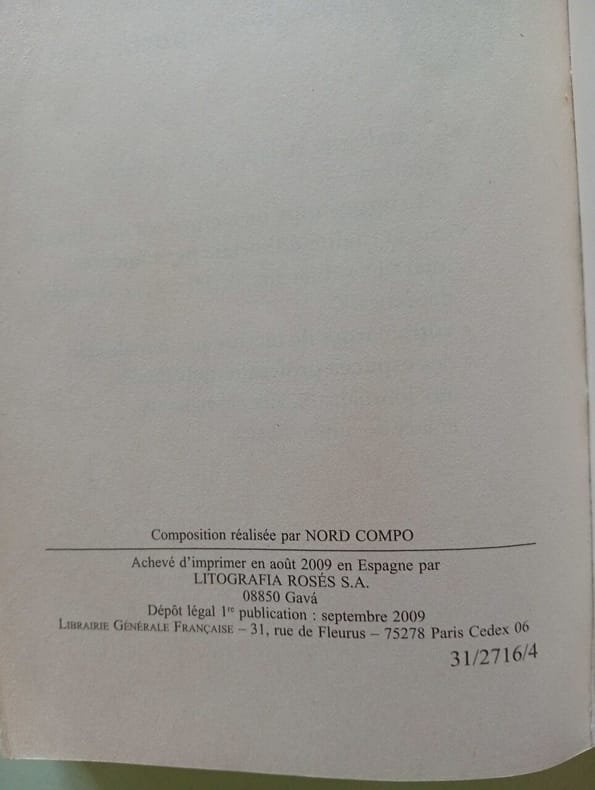 Composition réalisée par NORD COMPO
Achevé d'imprimer en août 2009 en Espagne par
LITOGRAFIA ROSÉS S.A.
08850 Gavá
Dépôt légal 1re publication : septembre 2009
LIBRAIRIE GÉNÉRALE FRANÇAISE – 31, rue de Fleurus – 75278 Paris Cedex 06
31/2716/4